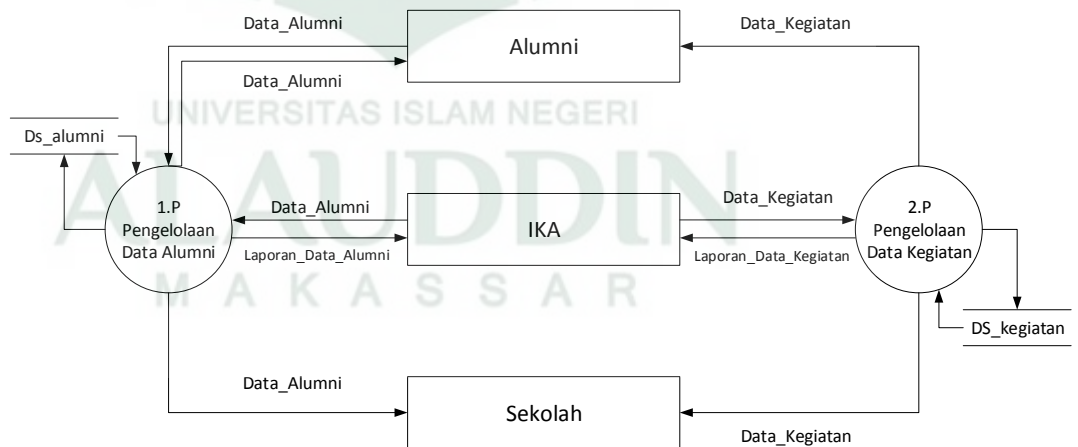 Data_Alumni
Alumni
Data_Kegiatan
Data_Alumni
UNIVERSITAS ISLAM NEGERI
Ds_alumni
ALAUDDIN
1.P
Pengelolaan
Data Alumni
Data_Alumni
Laporan_Data_Alumni
IKA
Data_Kegiatan
Laporan_Data_Kegiatan
2.P
Pengelolaan
Data Kegiatan
MAKASSAR
DS_kegiatan
Data_Alumni
Sekolah
Data_Kegiatan